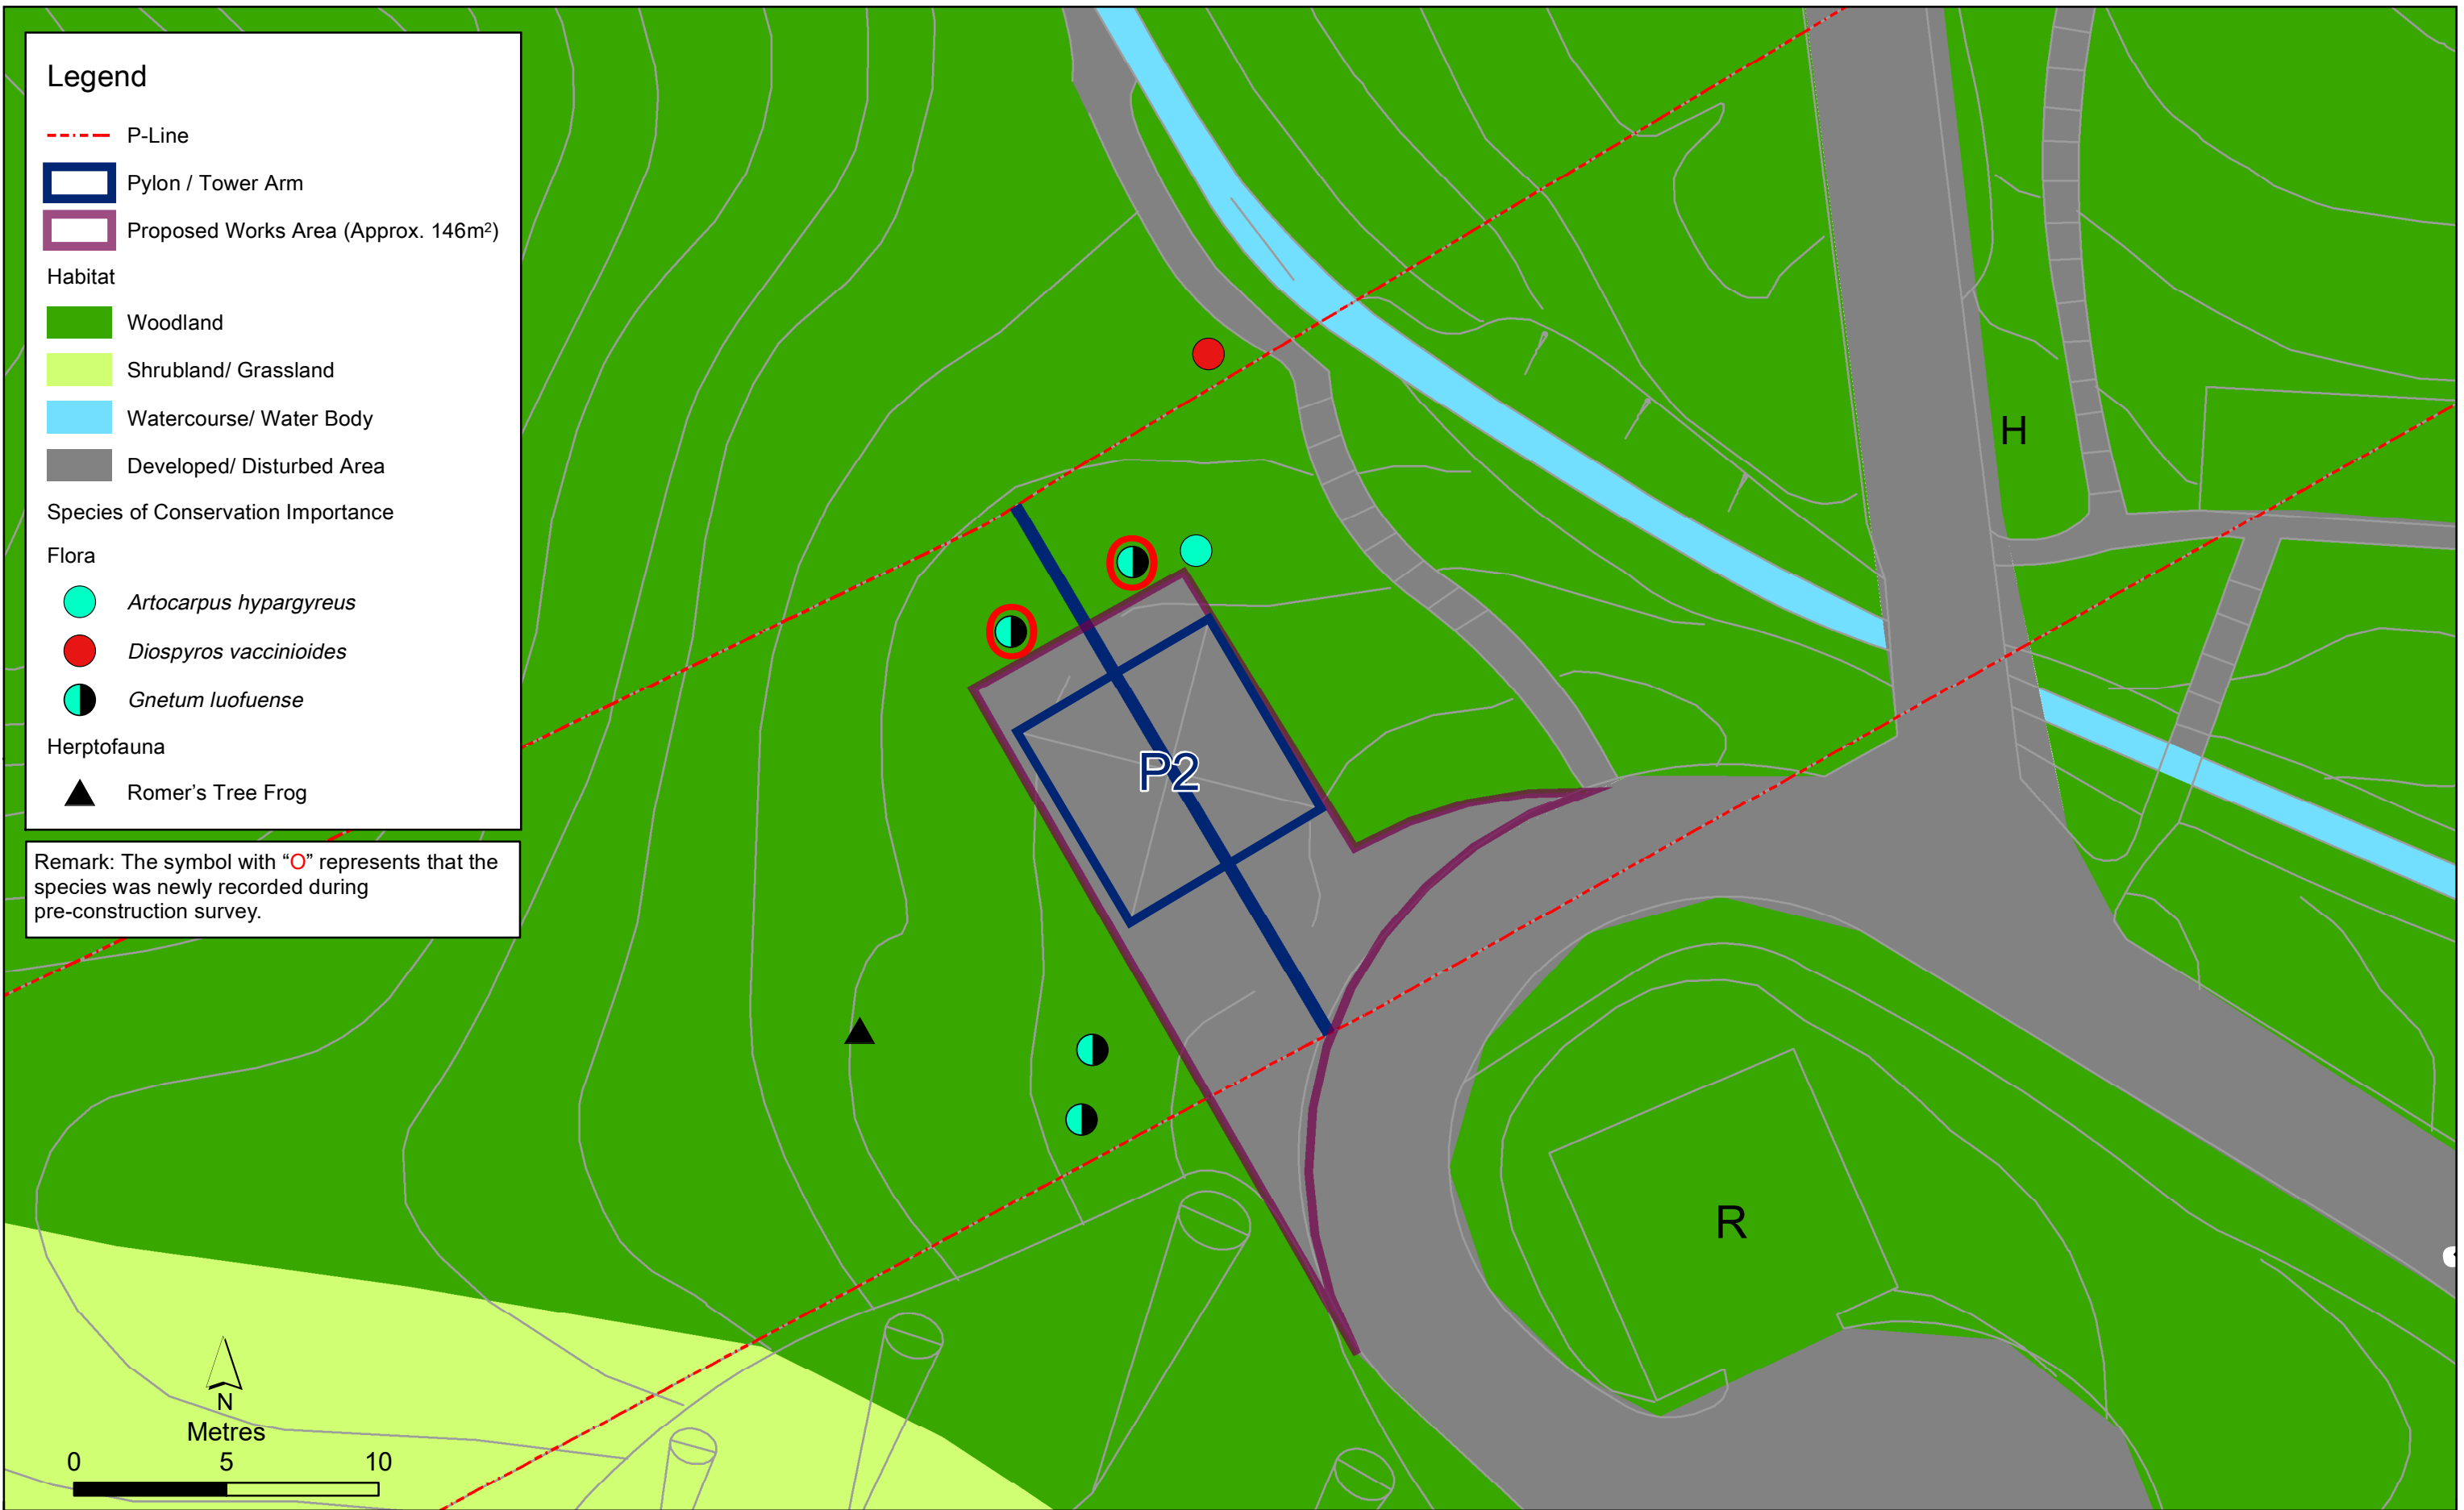 Legend
P-Line
Pylon / Tower Arm
Proposed Works Area (Approx. 146m²)
Habitat
Woodland
Shrubland/ Grassland
Watercourse/ Water Body
Developed/ Disturbed Area
Species of Conservation Importance
Flora
Artocarpus hypargyreus
Diospyros vaccinioides
Gnetum luofuense
Herptofauna
Romer's Tree Frog
Remark: The symbol with “O” represents that the
species was newly recorded during
pre-construction survey.
H
P2
R
N
Metres
0 5 10